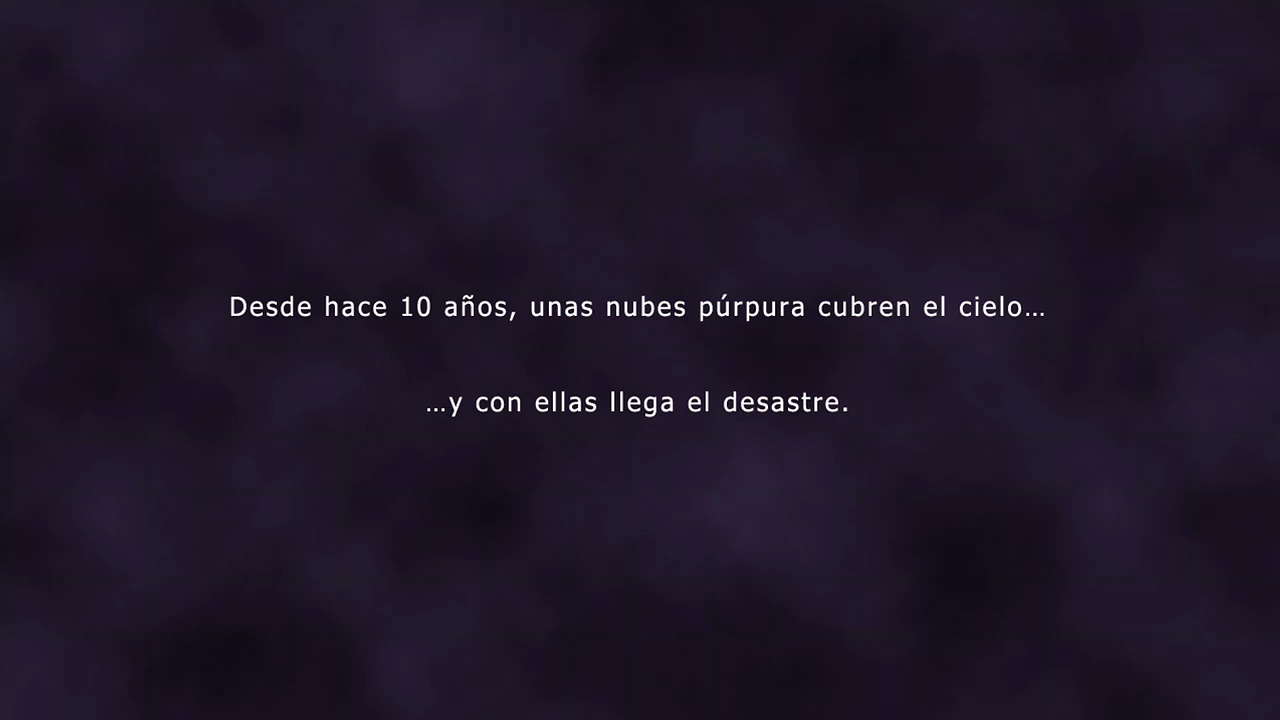 Desde hace 10 años, unas nubes púrpura cubren el cielo…
…y con ellas llega el desastre.